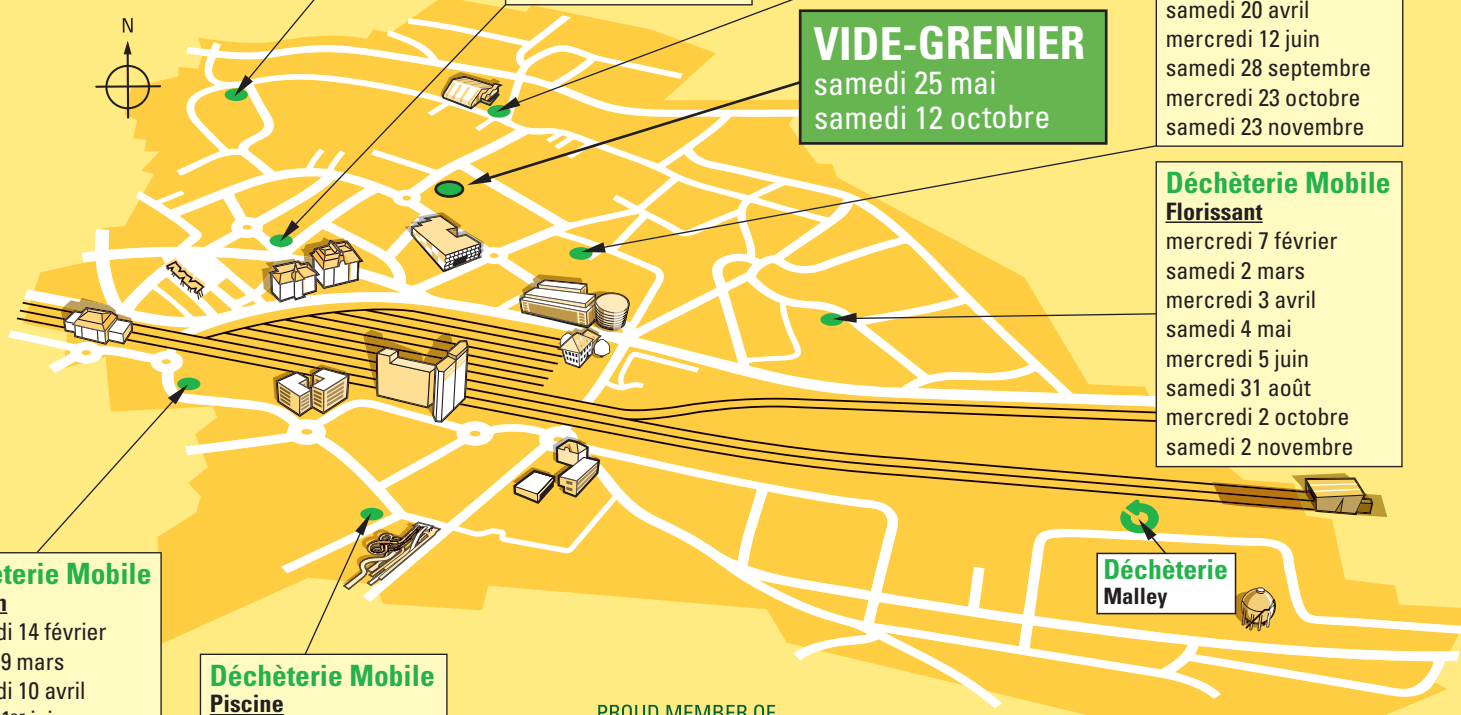 N
VIDE-GRENIER
samedi 25 mai
samedi 12 octobre
samedi 20 avril
mercredi 12 juin
samedi 28 septembre
mercredi 23 octobre
samedi 23 novembre
Déchèterie Mobile
Florissant
mercredi 7 février
samedi 2 mars
mercredi 3 avril
samedi 4 mai
mercredi 5 juin
samedi 31 août
mercredi 2 octobre
samedi 2 novembre
Déchèterie
Malley
eterie Mobile
n
di 14 février
9 mars
di 10 avril
Déchèterie Mobile
Piscine
PROUD MEMBER OF